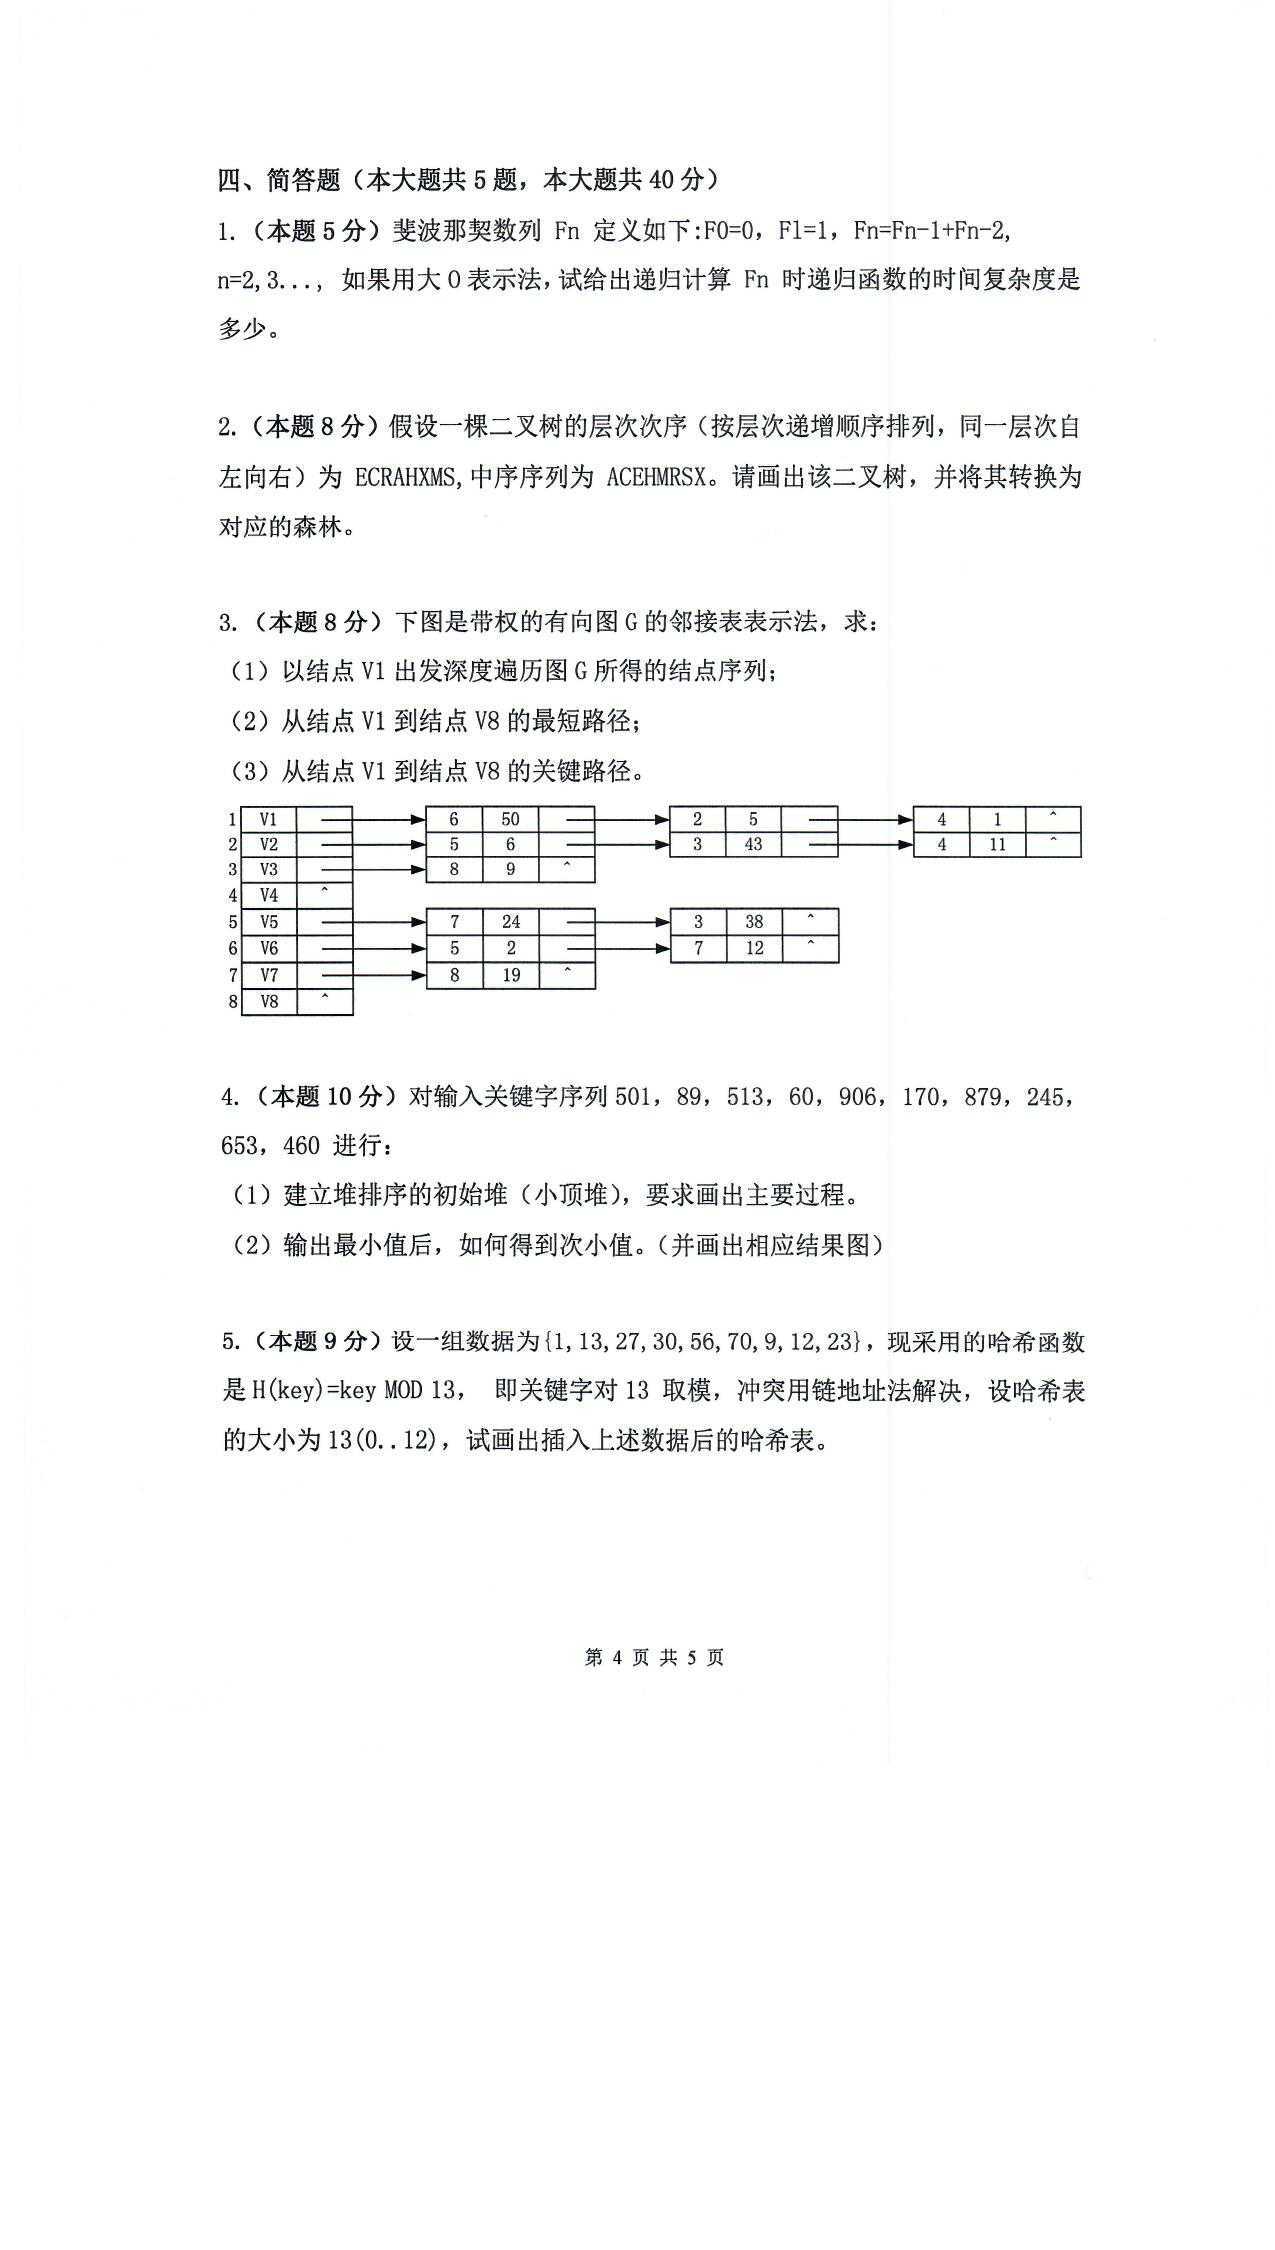 四、简答题（本大题共 5 题，本大题共 40 分）
1.（本题 5 分）斐波那契数列 Fn 定义如下:F0=0，F1=1，Fn=Fn-1+Fn-2,
n=2,3...， 如果用大 O 表示法,试给出递归计算 Fn 时递归函数的时间复杂度是
多少。
2.（本题 8 分）假设一棵二叉树的层次次序（按层次递增顺序排列，同一层次自
左向右）为 ECRAHXMS,中序序列为 ACEHMRSX。请画出该二叉树，并将其转换为
对应的森林。
3.（本题 8 分）下图是带权的有向图 G 的邻接表表示法，求：
（1）以结点 V1 出发深度遍历图 G 所得的结点序列；
（2）从结点 V1 到结点 V8 的最短路径；
（3）从结点 V1 到结点 V8 的关键路径。
1 V1 6 50 2 5 4 1 ^
2 V2 5 6 3 43 4 11 ^
3 V3 8 9 ^
4 V4 ^
5 V5 7 24 3 38 ^
6 V6 5 2 7 12 ^
7 V7 8 19 ^
8 V8 ^
4.（本题 10 分）对输入关键字序列 501，89，513，60，906，170，879，245，
653，460 进行：
（1）建立堆排序的初始堆（小顶堆），要求画出主要过程。
（2）输出最小值后，如何得到次小值。（并画出相应结果图）
5.（本题 9 分）设一组数据为{1,13,27,30,56,70,9,12,23}，现采用的哈希函数
是 H(key)=key MOD 13， 即关键字对 13 取模，冲突用链地址法解决，设哈希表
的大小为 13(0..12)，试画出插入上述数据后的哈希表。
第 4 页 共 5 页